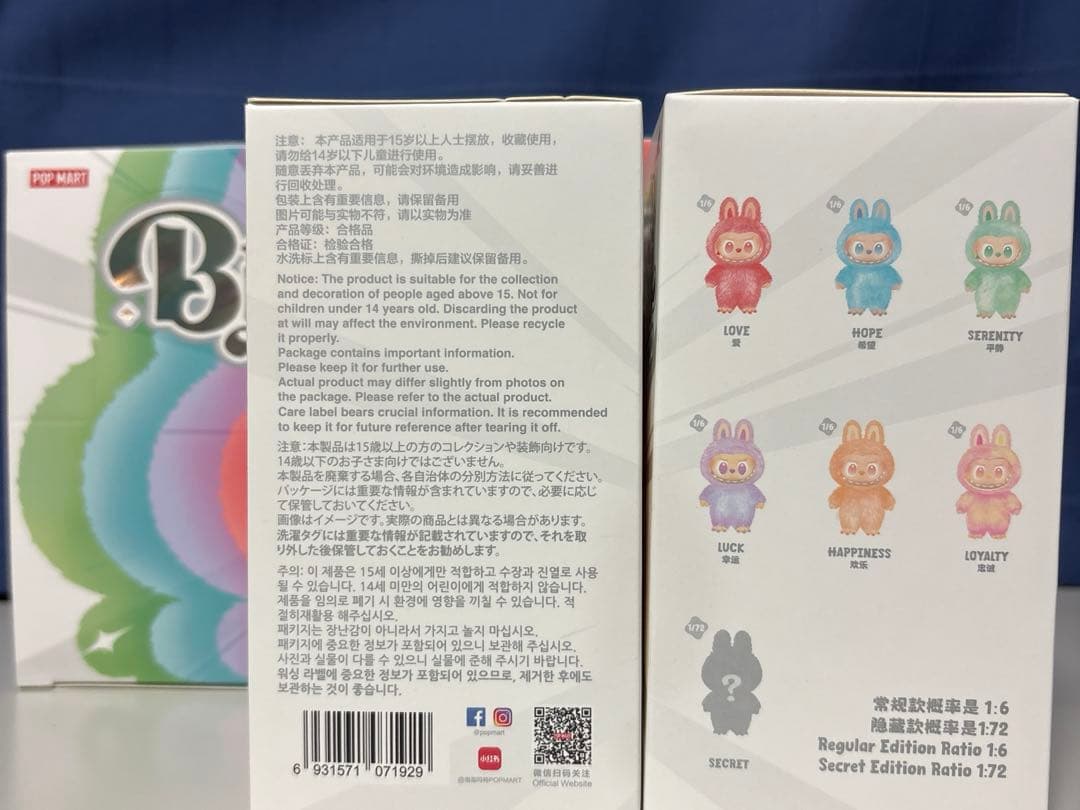 POP MART
B
注意： 本产品适用于15岁以上人士摆放，收藏使用，
请勿给14岁以下儿童进行使用。
随意丢弃本产品，可能会对环境造成影响，请妥善进
行回收处理。
包装上含有重要信息，请保留备用
图片可能与实物不符，请以实物为准
产品等级：合格品
合格证：检验合格
水洗标上含有重要信息，撕掉后建议保留备用。
Notice: The product is suitable for the collection
and decoration of people aged above 15. Not for
children under 14 years old. Discarding the product
at will may affect the environment. Please recycle
it properly.
Package contains important information.
Please keep it for further use.
Actual product may differ slightly from photos on
the package. Please refer to the actual product.
Care label bears crucial information. It is recommended
to keep it for future reference after tearing it off.
注意:本製品は15歳以上の方のコレクションや装飾向けです。
14歳以下のお子さま向けではございません。
本製品を廃棄する場合、各自治体の分別方法に従ってください。
パッケージには重要な情報が含まれていますので、必要に応じ
て保管しておいてください。
画像はイメージです。実際の商品とは異なる場合があります。
洗濯タグには重要な情報が記載されていますので、それを取
り外した後保管しておくことをお勧めします。
주의: 이 제품은 15세 이상에게만 적합하고 수장과 진열로 사용
될 수 있습니다. 14세 미만의 어린이에게 적합하지 않습니다.
제품을 임의로 폐기 시 환경에 영향을 끼칠 수 있습니다. 적
절히재활용 해주십시오.
패키지는 장난감이 아니라서 가지고 놀지 마십시오.
패키지에 중요한 정보가 포함되어 있으니 보관해 주십시오.
사진과 실물이 다를 수 있으니 실물에 준해 주시기 바랍니다.
워싱 라벨에 중요한 정보가 포함되어 있으므로, 제거한 후에도
보관하는 것이 좋습니다.
6 931571 071929
@popmart
小红书
@泡泡玛特POPMART
微信扫码关注
Official Website
1/6
1/6
1/6
LOVE
爱
HOPE
希望
SERENITY
平静
1/6
1/6
1/6
LUCK
幸运
HAPPINESS
欢乐
LOYALTY
忠诚
1/72
?
SECRET
常规款概率是 1:6
隐藏款概率是1:72
Regular Edition Ratio 1:6
Secret Edition Ratio 1:72